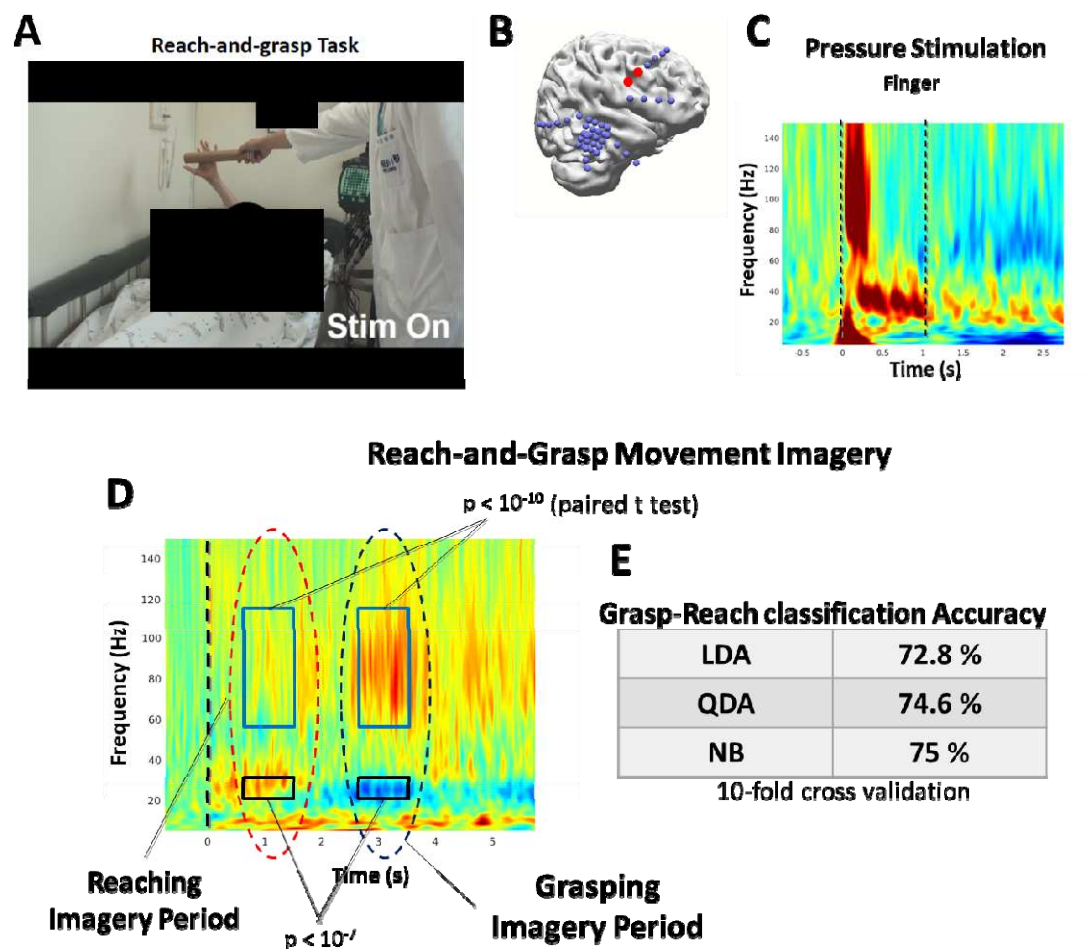 A
Reach-and-grasp Task
Stim On
B
C
Pressure Stimulation
Finger
Frequency (Hz)
140
120
100
80
60
40
20
-0.5 0 0.5 1 1.5 2 2.5
Time (s)
Reach-and-Grasp Movement Imagery
D
p < 10⁻¹⁰ (paired t test)
Frequency (Hz)
140
120
100
80
60
40
20
0 1 2 3 4 5
Time (s)
Reaching
Imagery Period
p < 10⁻⁷
Grasping
Imagery Period
E
Grasp-Reach classification Accuracy
LDA 72.8 %
QDA 74.6 %
NB 75 %
10-fold cross validation